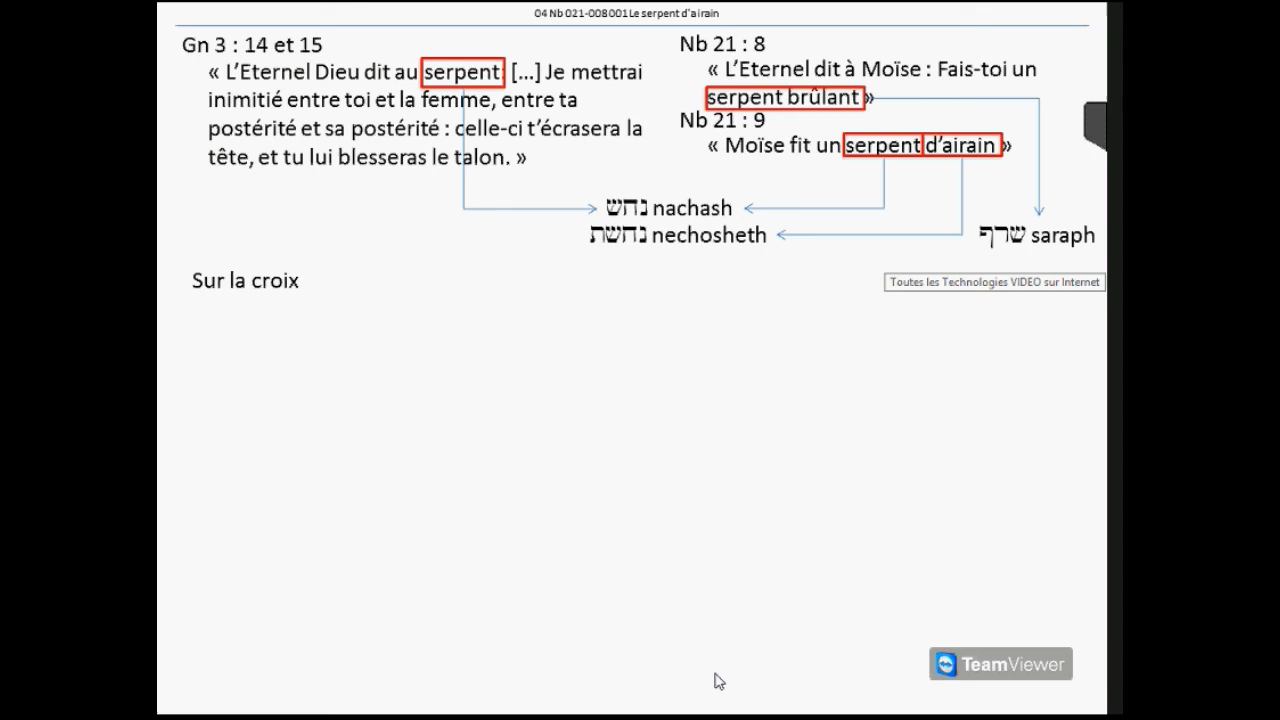 04 Nb 021-008001Le serpent d'airain
Gn 3 : 14 et 15
« L'Eternel Dieu dit au serpent: […] Je mettrai
inimitié entre toi et la femme, entre ta
postérité et sa postérité : celle-ci t'écrasera la
tête, et tu lui blesseras le talon. »
Nb 21 : 8
« L'Eternel dit à Moïse : Fais-toi un
serpent brûlant »
Nb 21 : 9
« Moïse fit un serpent d'airain »
נחש nachash
נחשת nechosheth
שרף saraph
Sur la croix
Toutes les Technologies VIDEO sur Internet
TeamViewer